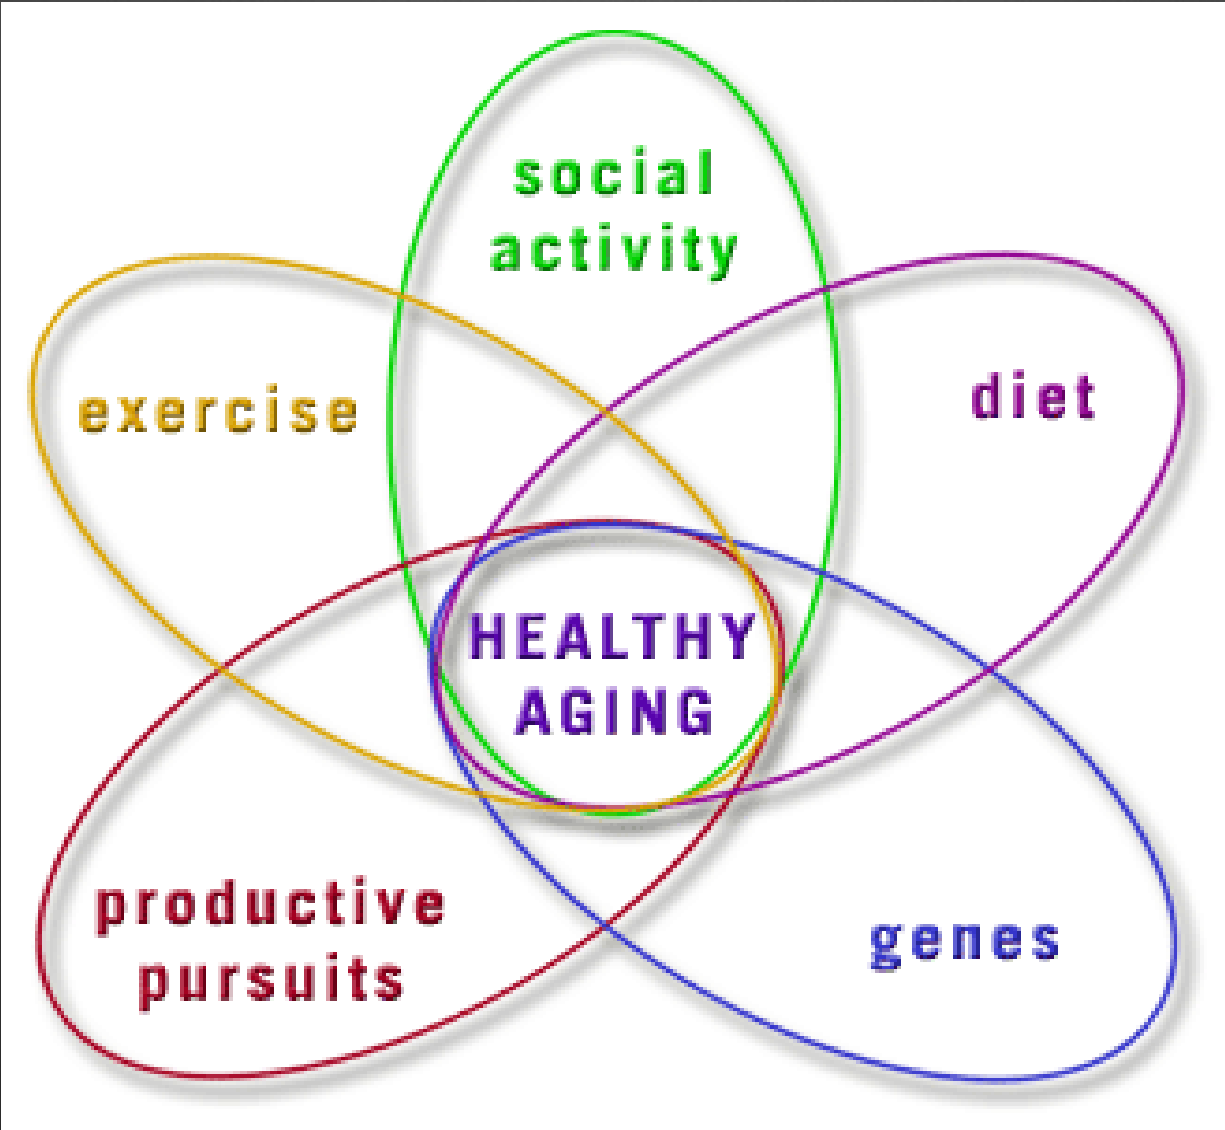 social
activity
exercise
diet
HEALTHY
AGING
productive
pursuits
genes